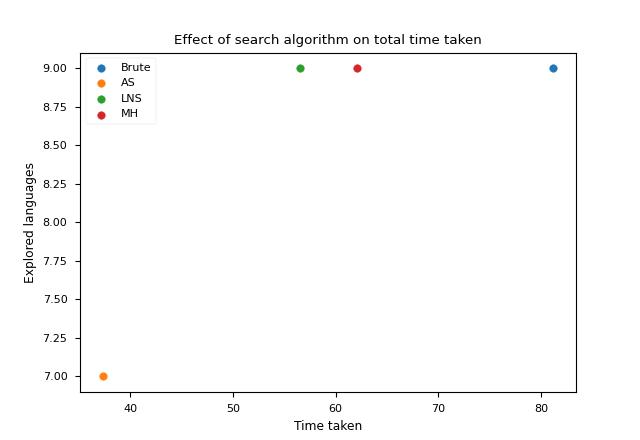 Effect of search algorithm on total time taken
Brute
AS
LNS
MH
9.00
8.75
8.50
8.25
8.00
7.75
7.50
7.25
7.00
Explored languages
40 50 60 70 80
Time taken